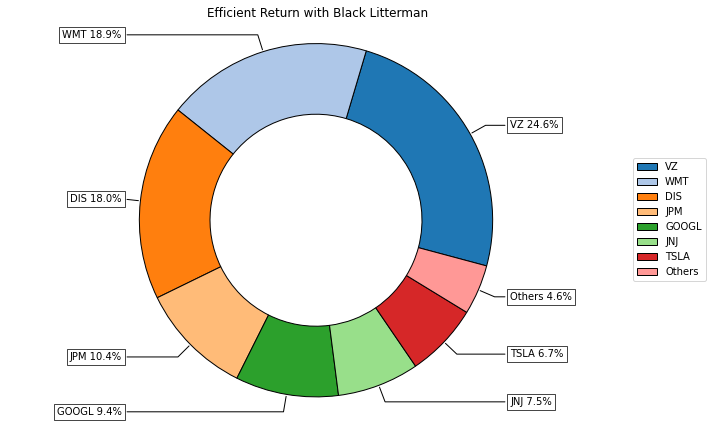 Efficient Return with Black Litterman
WMT 18.9%
VZ 24.6%
DIS 18.0%
Others 4.6%
TSLA 6.7%
JPM 10.4%
JNJ 7.5%
GOOGL 9.4%
VZ
WMT
DIS
JPM
GOOGL
JNJ
TSLA
Others